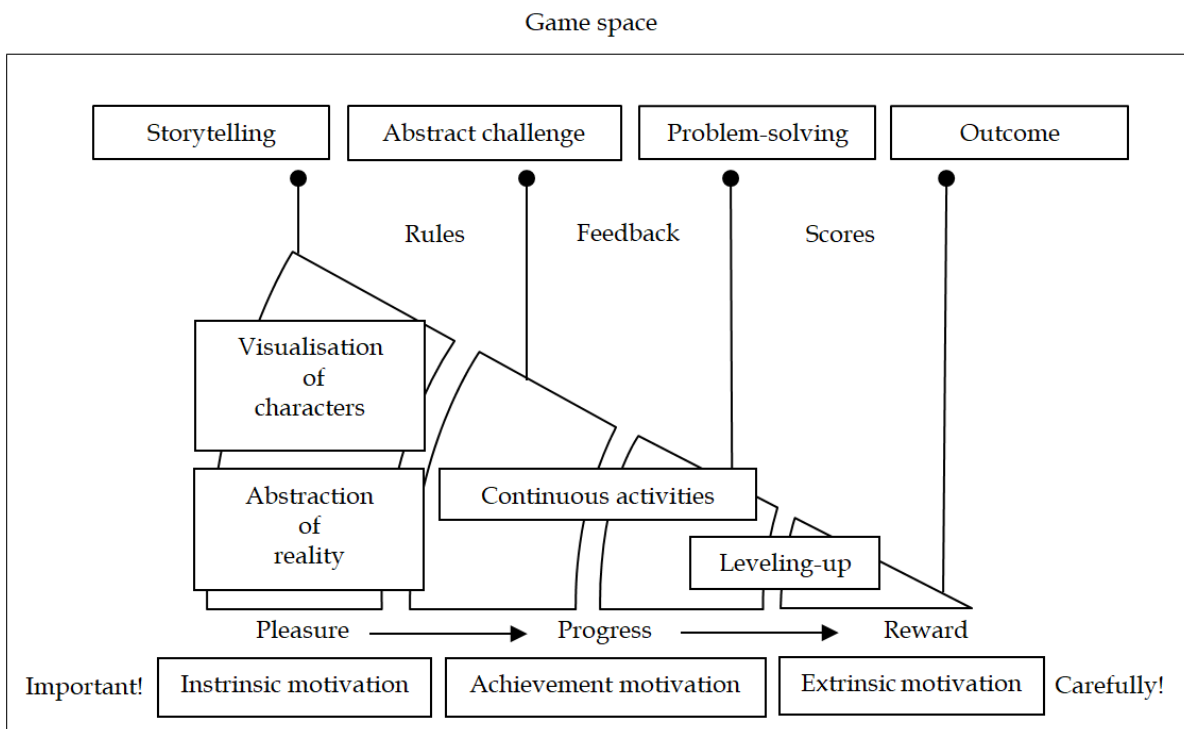 Game space
Storytelling
Abstract challenge
Problem-solving
Outcome
Rules
Feedback
Scores
Visualisation
of
characters
Abstraction
of
reality
Continuous activities
Leveling-up
Pleasure
Progress
Reward
Important!
Instrinsic motivation
Achievement motivation
Extrinsic motivation
Carefully!